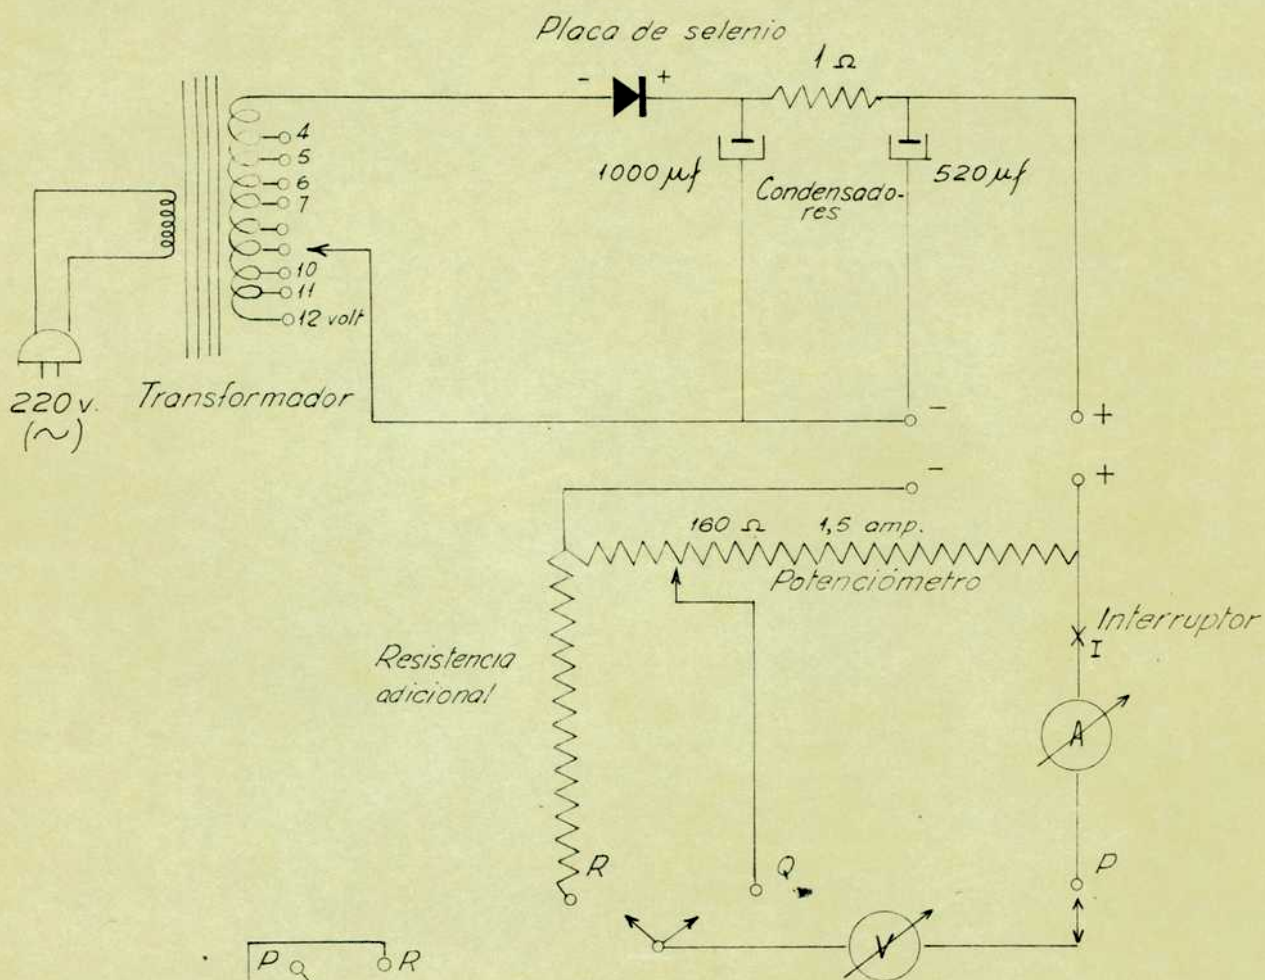 Placa de selenio
- +
1 Ω
4
5
6
7
10
11
12 volt
1000 µf
Condensado-
res
520 µf
220 v.
(~)
Transformador
- +
- +
160 Ω 1,5 amp.
Potenciómetro
Interruptor
I
Resistencia
adicional
A
R
Q
P
V
P R